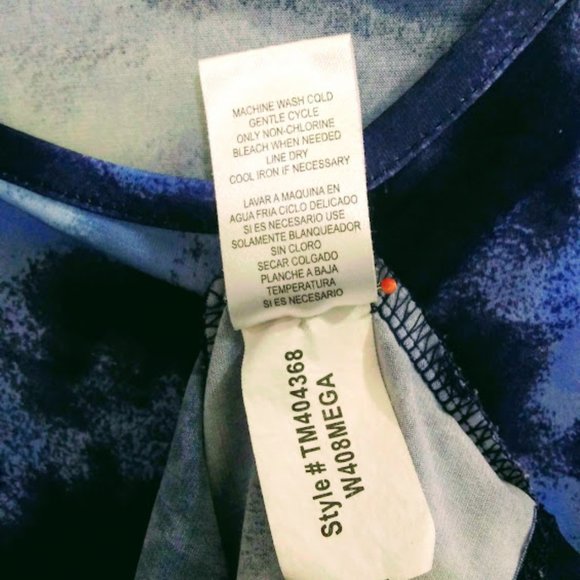 MACHINE WASH COLD
GENTLE CYCLE
ONLY NON-CHLORINE
BLEACH WHEN NEEDED
LINE DRY
COOL IRON IF NECESSARY
LAVAR A MAQUINA EN
AGUA FRIA CICLO DELICADO
SI ES NECESARIO USE
SOLAMENTE BLANQUEADOR
SIN CLORO
SECAR COLGADO
PLANCHE A BAJA
TEMPERATURA
SI ES NECESARIO
Style # TM404368
W408MEGA